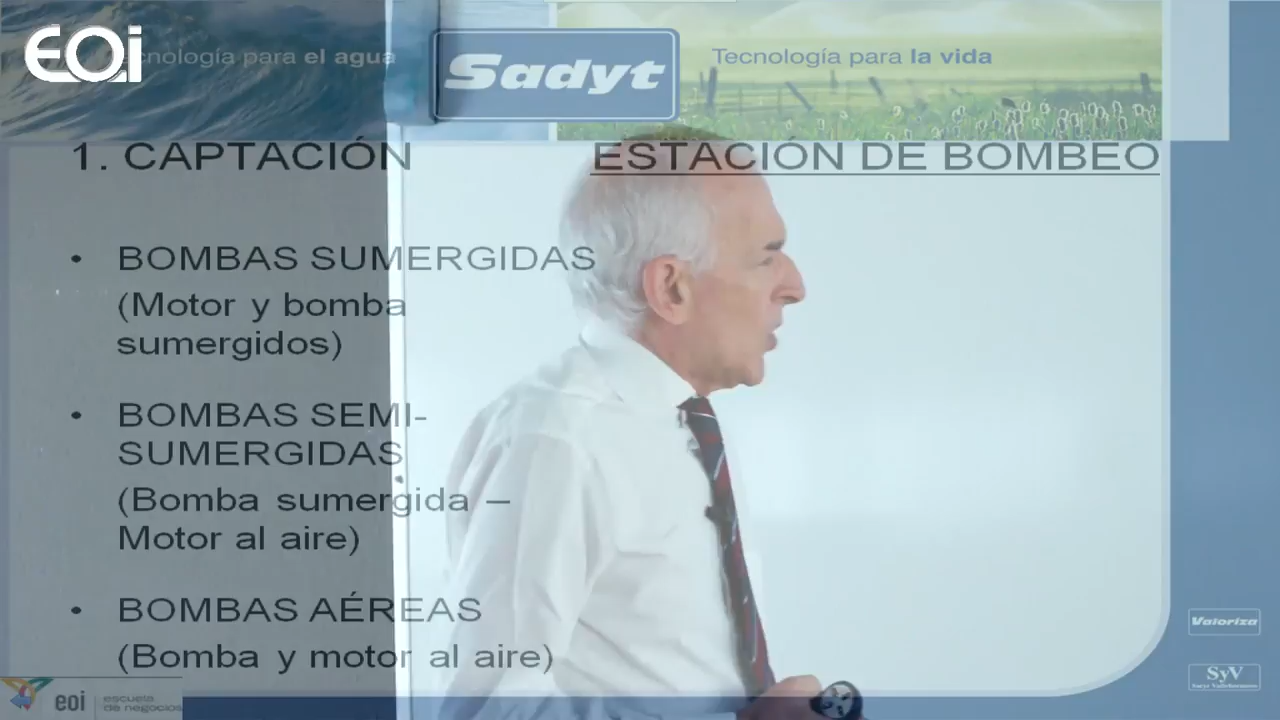 EOi
cnología para el agua
Sadyt
Tecnología para la vida
1. CAPTACIÓN
ESTACIÓN DE BOMBEO
• BOMBAS SUMERGIDAS
(Motor y bomba
sumergidos)
• BOMBAS SEMI-
SUMERGIDAS
(Bomba sumergida –
Motor al aire)
• BOMBAS AÉREAS
(Bomba y motor al aire)
Valoriza
SyV
Sacyr Vallehermoso
eoi
escuela
de negocios